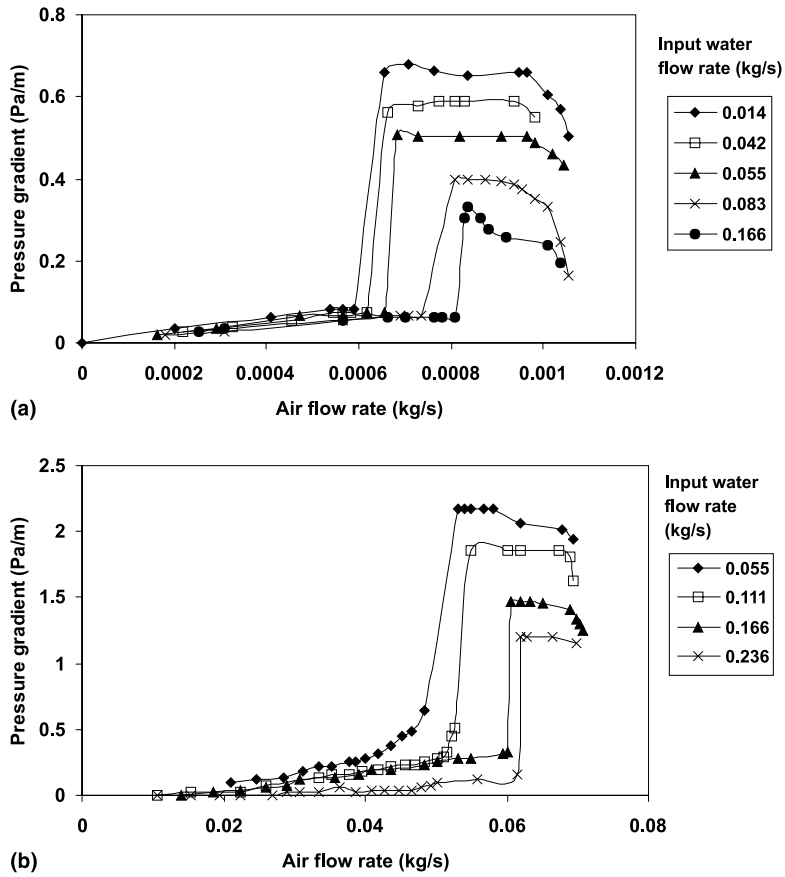 0.8
0.6
0.4
0.2
0
Pressure gradient (Pa/m)
0 0.0002 0.0004 0.0006 0.0008 0.001 0.0012
Air flow rate (kg/s)
Input water
flow rate (kg/s)
0.014
0.042
0.055
0.083
0.166
(a)
2.5
2
1.5
1
0.5
0
Pressure gradient (Pa/m)
0 0.02 0.04 0.06 0.08
Air flow rate (kg/s)
Input water
flow rate
(kg/s)
0.055
0.111
0.166
0.236
(b)